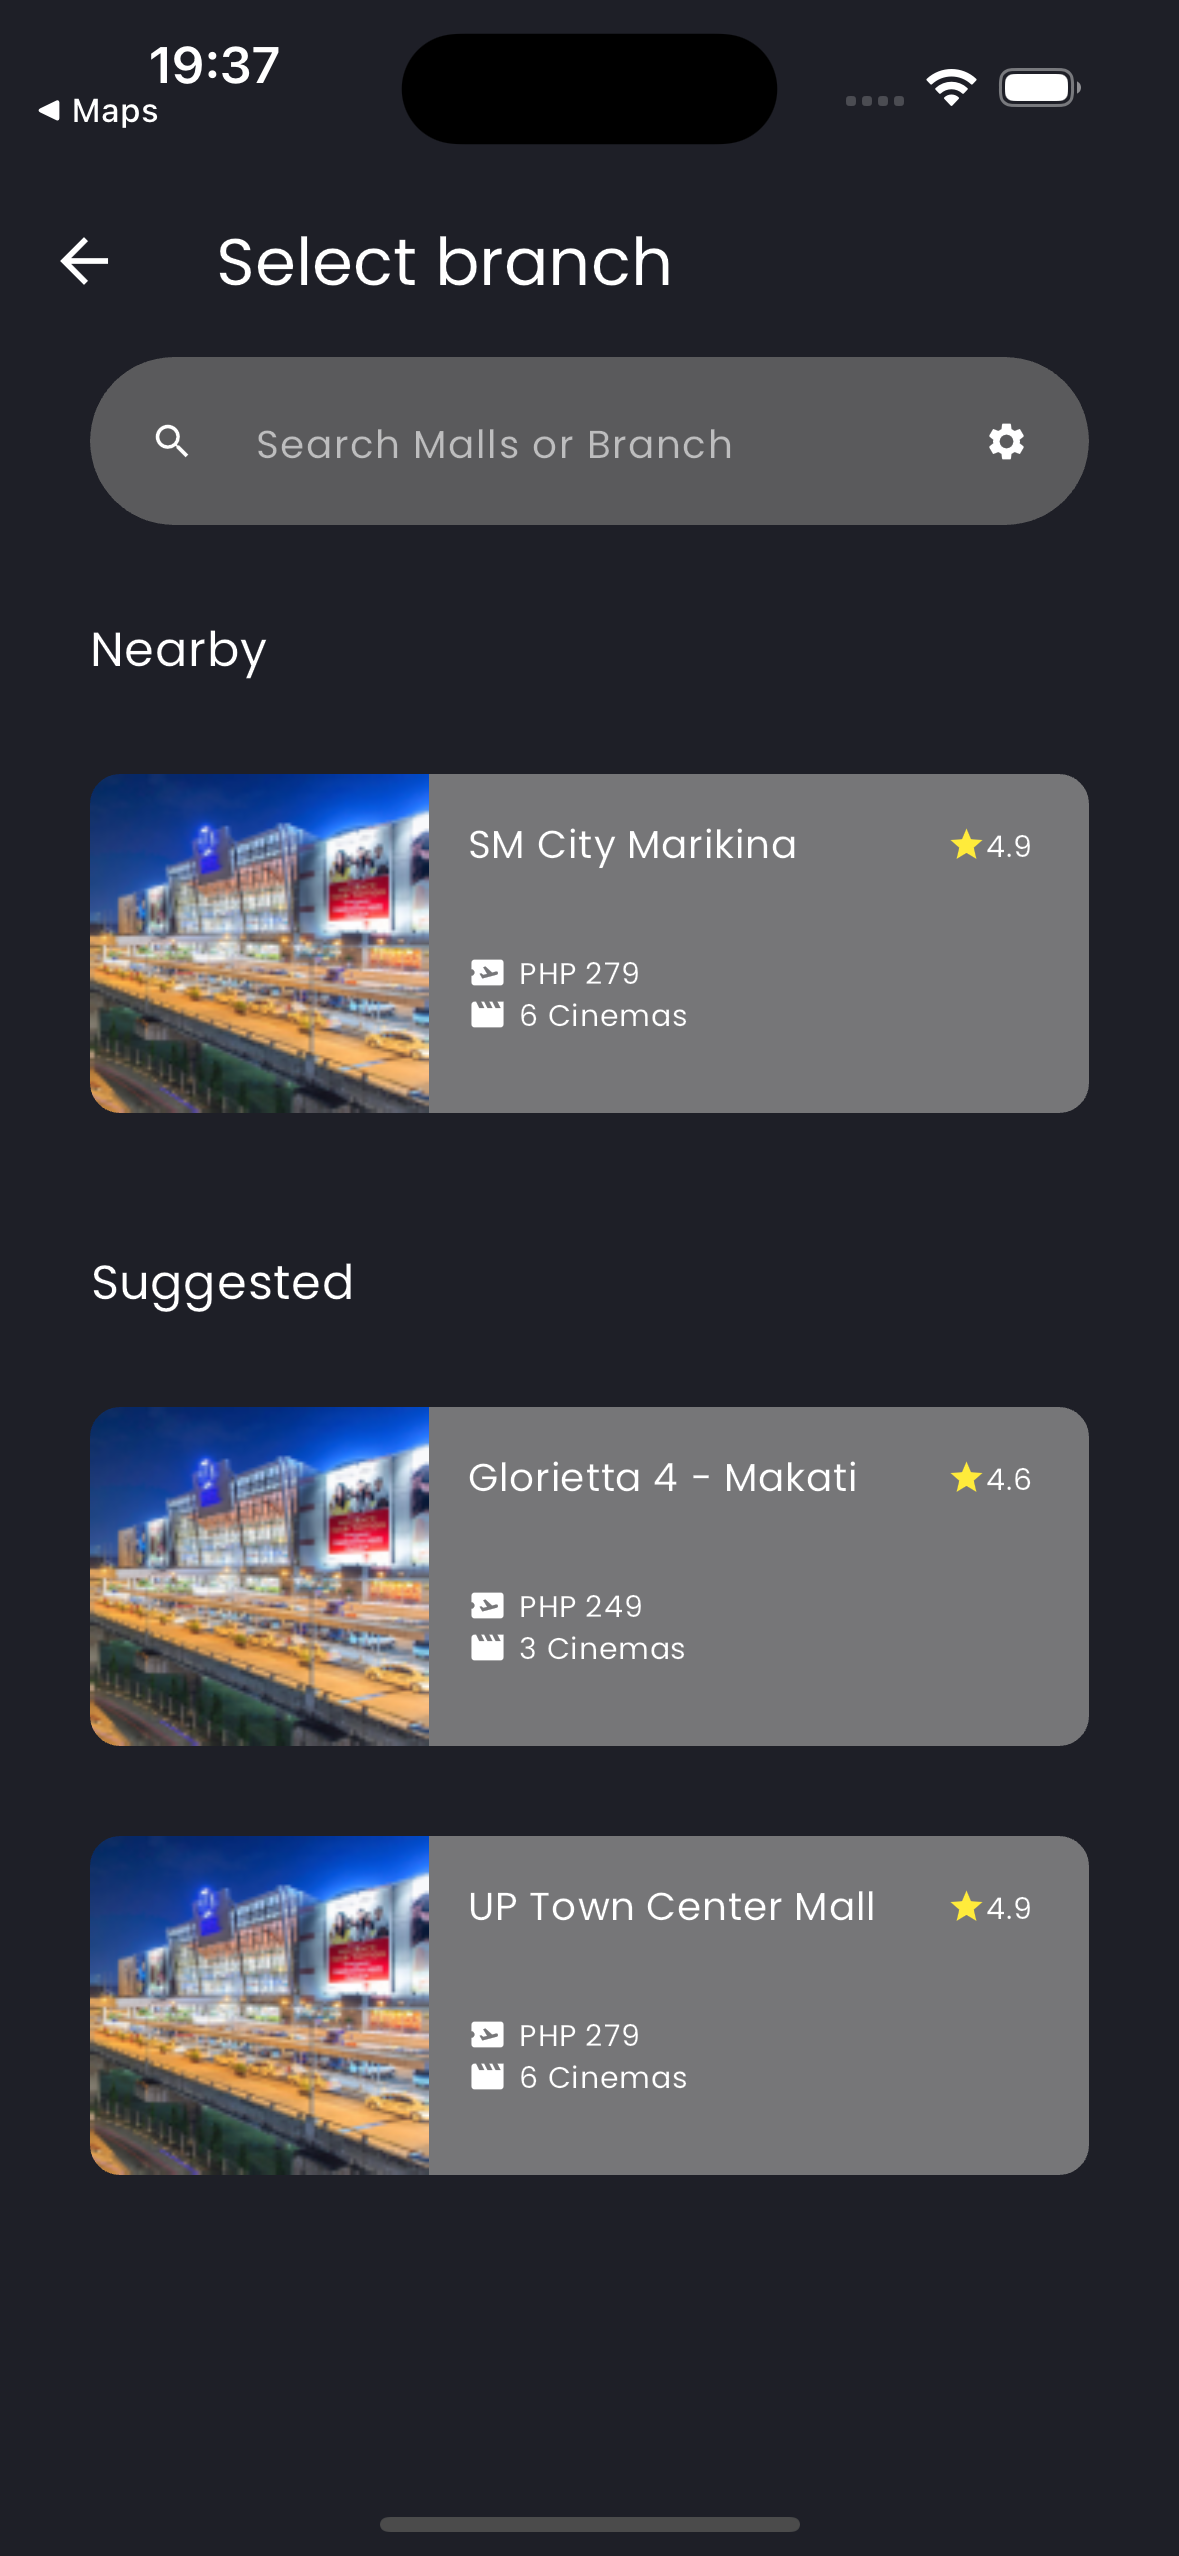 19:37
Maps
Select branch
Search Malls or Branch
Nearby
SM City Marikina
4.9
PHP 279
6 Cinemas
Suggested
Glorietta 4 - Makati
4.6
PHP 249
3 Cinemas
UP Town Center Mall
4.9
PHP 279
6 Cinemas